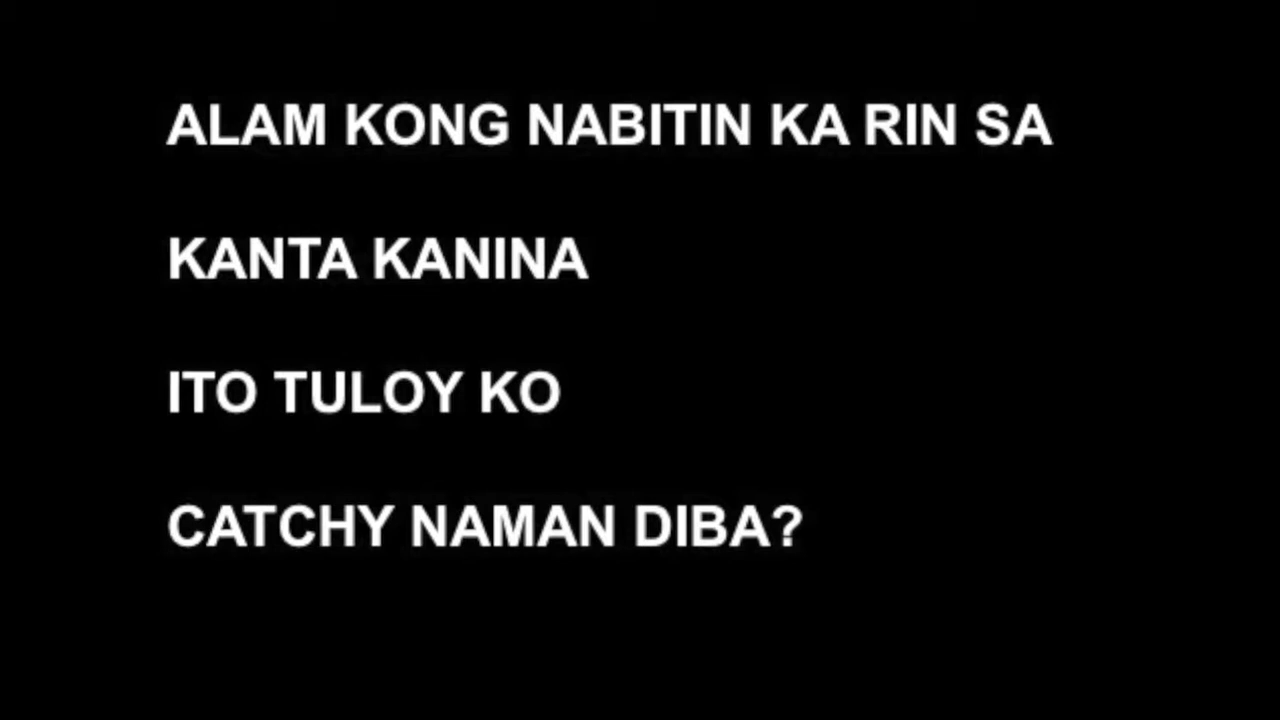 ALAM KONG NABITIN KA RIN SA
KANTA KANINA
ITO TULOY KO
CATCHY NAMAN DIBA?